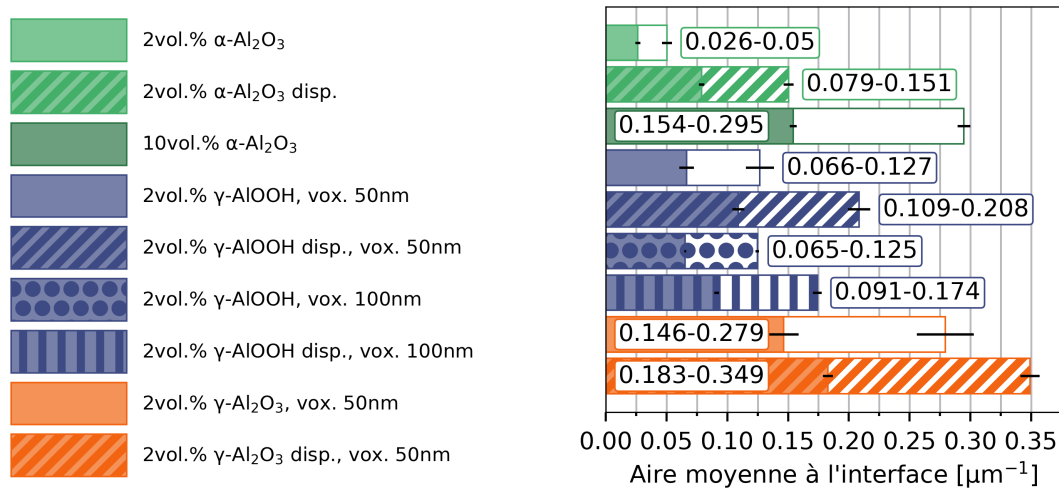 2vol.% α-Al₂O₃
2vol.% α-Al₂O₃ disp.
10vol.% α-Al₂O₃
2vol.% γ-AlOOH, vox. 50nm
2vol.% γ-AlOOH disp., vox. 50nm
2vol.% γ-AlOOH, vox. 100nm
2vol.% γ-AlOOH disp., vox. 100nm
2vol.% γ-Al₂O₃, vox. 50nm
2vol.% γ-Al₂O₃ disp., vox. 50nm
0.026-0.05
0.079-0.151
0.154-0.295
0.066-0.127
0.109-0.208
0.065-0.125
0.091-0.174
0.146-0.279
0.183-0.349
0.00 0.05 0.10 0.15 0.20 0.25 0.30 0.35
Aire moyenne à l'interface [μm⁻¹]